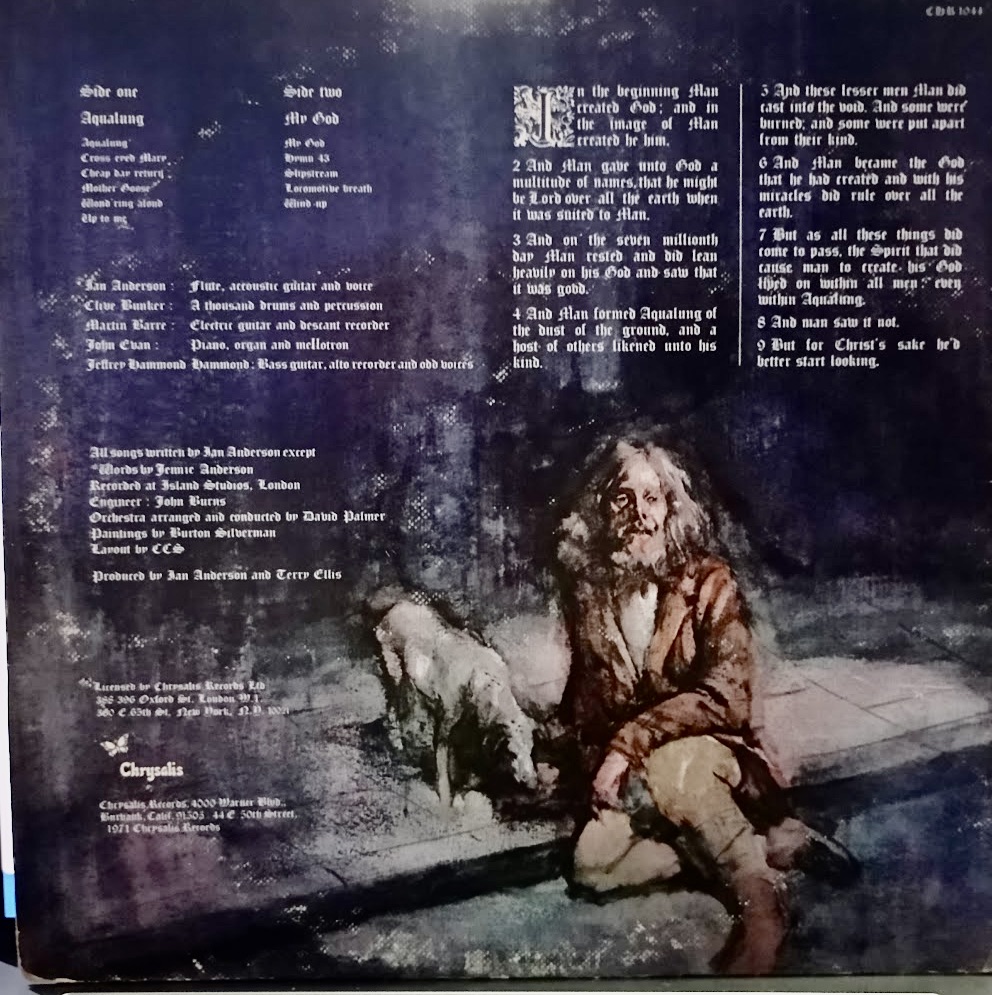 CHR 1044
Side one
Aqualung
Aqualung
Cross eyed Mary
Cheap day return
Mother Goose
Wond'ring aloud
Up to me
Side two
My God
My God
Hymn 43
Slipstream
Locomotive breath
Wind-up
Ian Anderson : Flute, accoustic guitar and voice
Clive Bunker : A thousand drums and percussion
Martin Barre : Electric guitar and descant recorder
John Evan : Piano, organ and mellotron
Jeffrey Hammond Hammond : Bass guitar, alto recorder and odd voices
All songs written by Ian Anderson except
*Words by Jennie Anderson
Recorded at Island Studios, London
Engineer : John Burns
Orchestra arranged and conducted by David Palmer
Paintings by Burton Silverman
Layout by CCS
Produced by Ian Anderson and Terry Ellis
Licensed by Chrysalis Records Ltd
388-396 Oxford St. London W.1.
380 E. 65th St, New York, N.Y. 10021
Chrysalis
Chrysalis Records, 4000 Warner Blvd.,
Burbank, Calif. 91505. 44 E 50th Street,
1971 Chrysalis Records
In the beginning Man
created God ; and in
the image of Man
created he him.
2 And Man gave unto God a
multitude of names, that he might
be Lord over all the earth when
it was suited to Man.
3 And on the seven millionth
day Man rested and did lean
heavily on his God and saw that
it was good.
4 And Man formed Aqualung of
the dust of the ground, and a
host of others likened unto his
kind.
5 And these lesser men Man did
cast into the void. And some were
burned; and some were put apart
from their kind.
6 And Man became the God
that he had created and with his
miracles did rule over all the
earth.
7 But as all these things did
come to pass, the Spirit that did
cause man to create his God
lived on within all men : even
within Aqualung.
8 And man saw it not.
9 But for Christ's sake he'd
better start looking.